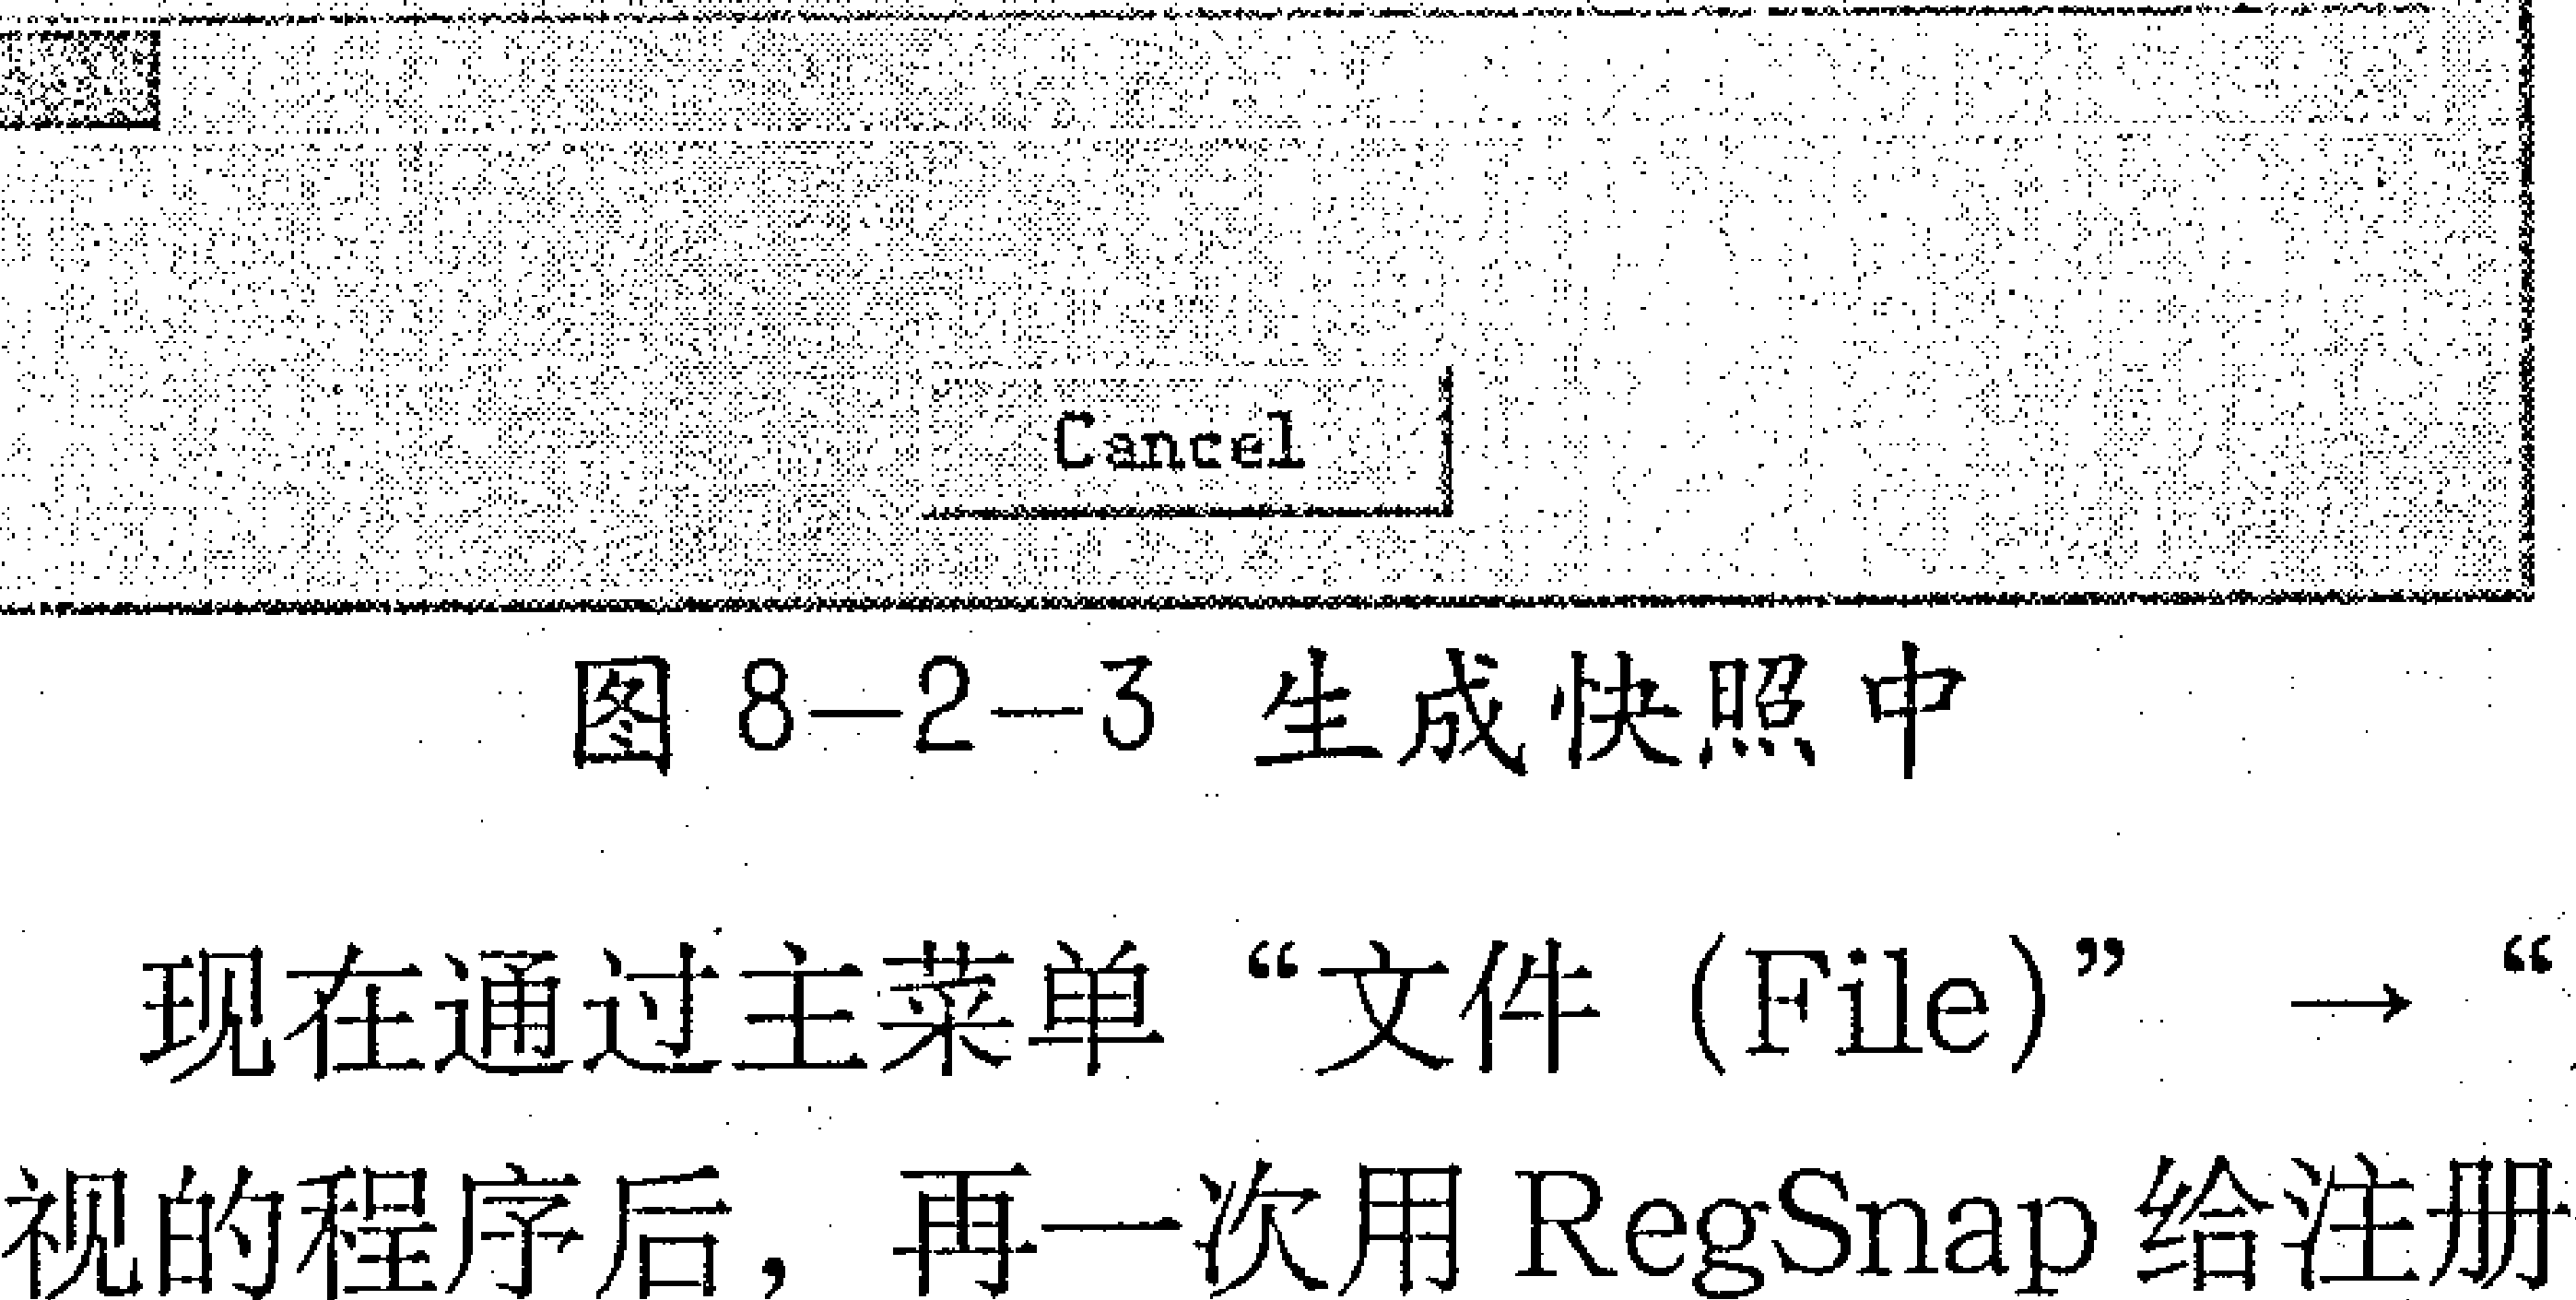 Cancel
图 8—2—3 生成快照中
现在通过主菜单 “文件 (File)” → “
视的程序后, 再一次用 RegSnap 给注册